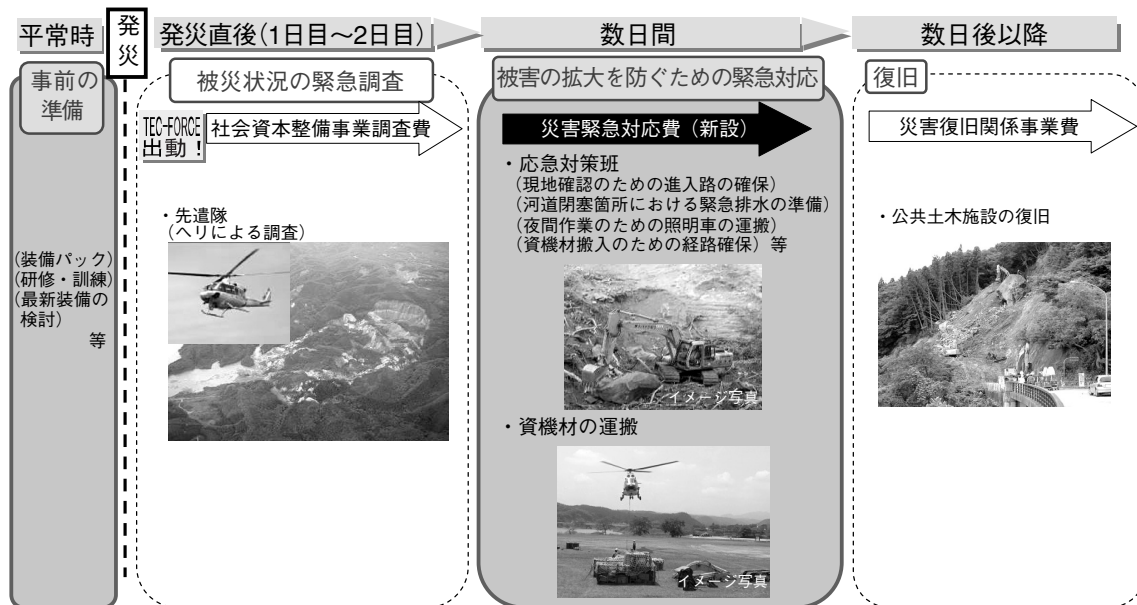 平常時
発災
発災直後(1日目～2日目)
数日間
数日後以降
事前の
準備
(装備パック)
(研修・訓練)
(最新装備の
検討)
等
被災状況の緊急調査
TEC-FORCE
出動！
社会資本整備事業調査費
・先遣隊
(ヘリによる調査)
被害の拡大を防ぐための緊急対応
災害緊急対応費（新設）
・応急対策班
(現地確認のための進入路の確保)
(河道閉塞箇所における緊急排水の準備)
(夜間作業のための照明車の運搬)
(資機材搬入のための経路確保) 等
イメージ写真
・資機材の運搬
イメージ写真
復旧
災害復旧関係事業費
・公共土木施設の復旧